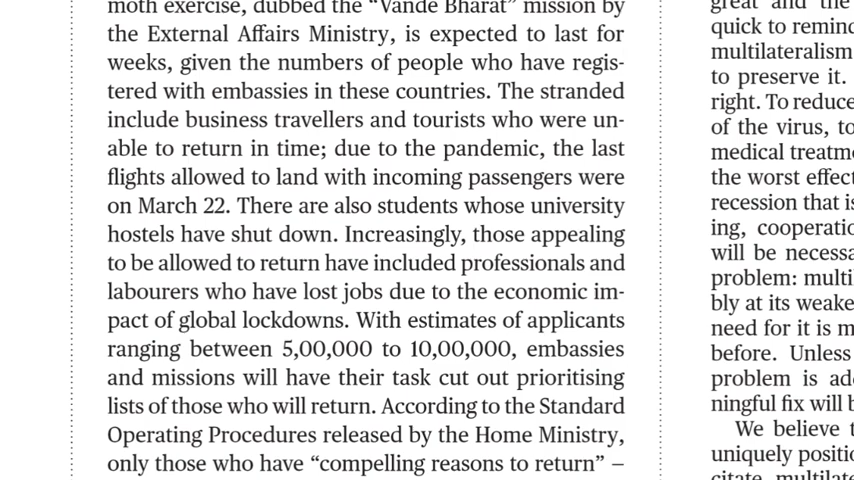 moth exercise, dubbed the “Vande Bharat” mission by
the External Affairs Ministry, is expected to last for
weeks, given the numbers of people who have regis-
tered with embassies in these countries. The stranded
include business travellers and tourists who were un-
able to return in time; due to the pandemic, the last
flights allowed to land with incoming passengers were
on March 22. There are also students whose university
hostels have shut down. Increasingly, those appealing
to be allowed to return have included professionals and
labourers who have lost jobs due to the economic im-
pact of global lockdowns. With estimates of applicants
ranging between 5,00,000 to 10,00,000, embassies
and missions will have their task cut out prioritising
lists of those who will return. According to the Standard
Operating Procedures released by the Home Ministry,
only those who have “compelling reasons to return” –
great and the
quick to remind
multilateralism
to preserve it.
right. To reduce
of the virus, to
medical treatme
the worst effect
recession that is
ing, cooperatio
will be necessa
problem: multi
bly at its weake
need for it is m
before. Unless
problem is ad
ningful fix will b
We believe t
uniquely positio
citate multilate